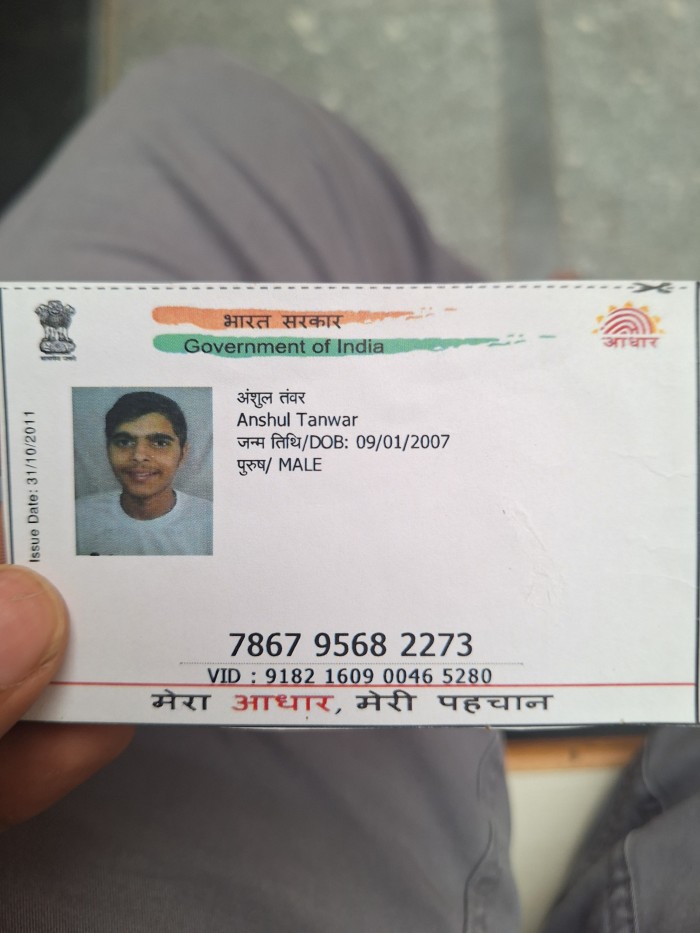 भारत सरकार
Government of India
आधार
Issue Date: 31/10/2011
अंशुल तंवर
Anshul Tanwar
जन्म तिथि/DOB: 09/01/2007
पुरुष/ MALE
7867 9568 2273
VID : 9182 1609 0046 5280
मेरा आधार, मेरी पहचान